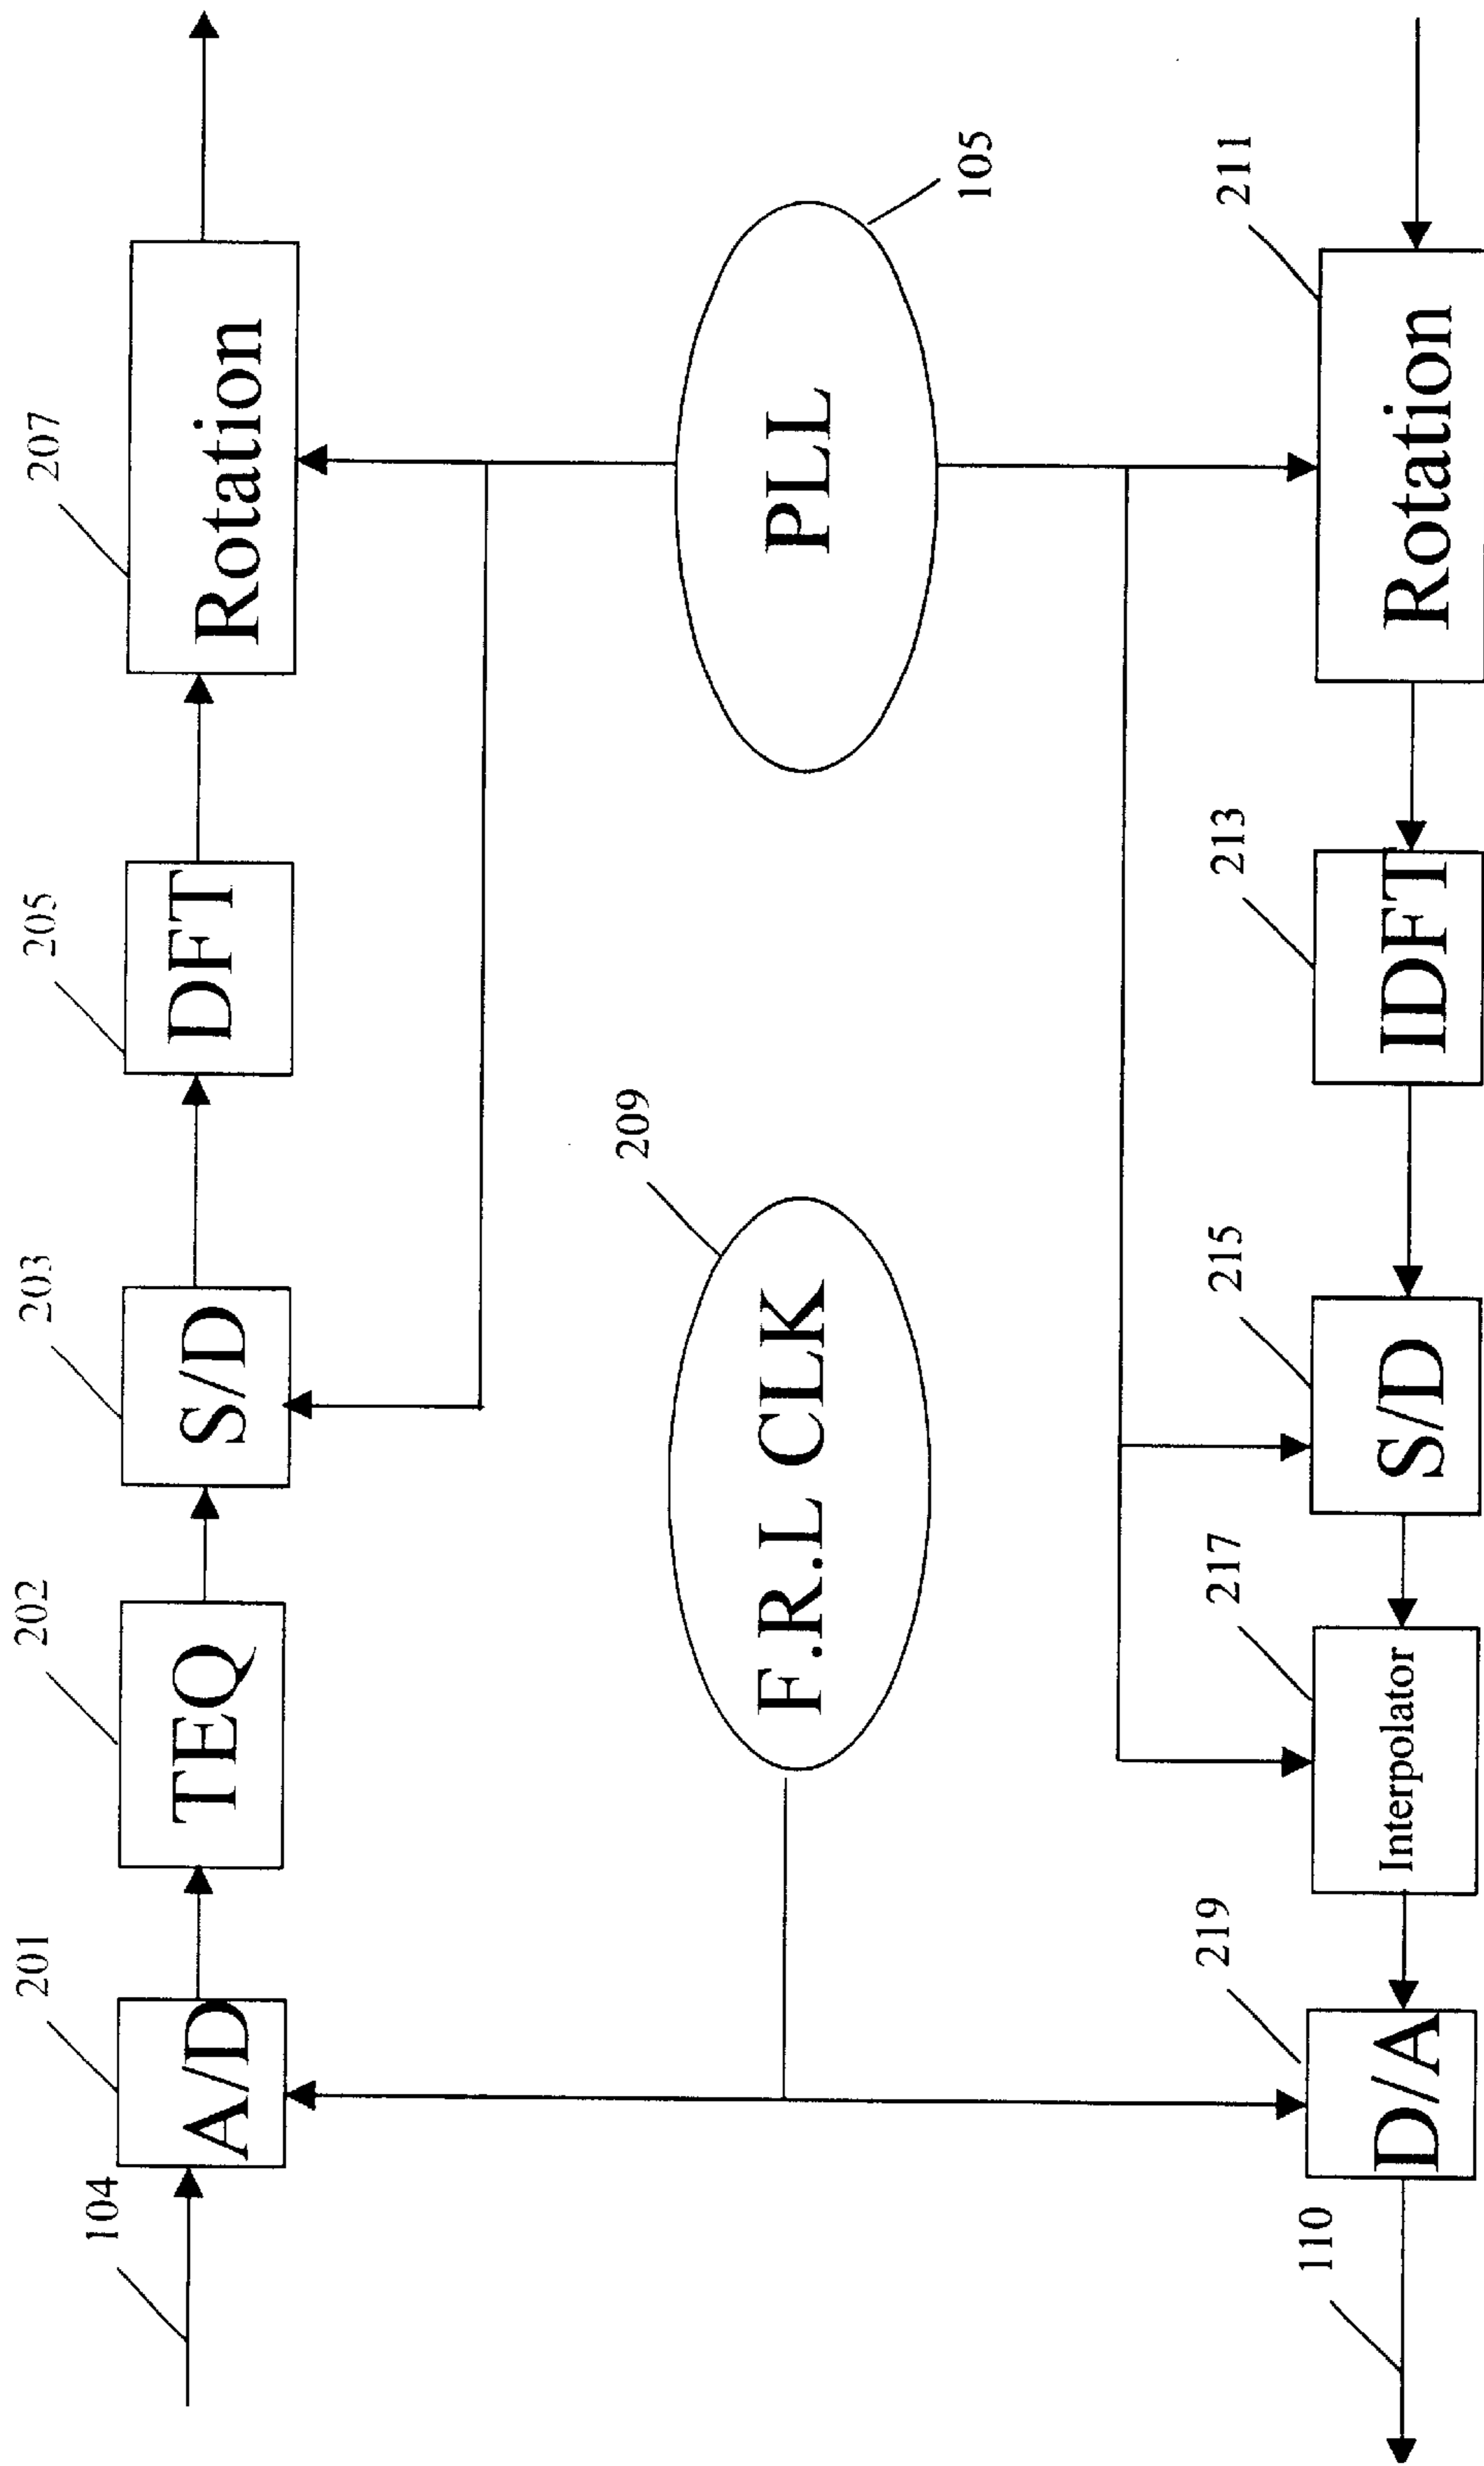 104
201
A/D
202
TEQ
203
S/D
205
DFT
207
Rotation
209
F.R.L CLK
105
PLL
110
219
D/A
217
Interpolator
215
S/D
213
IDFT
211
Rotation